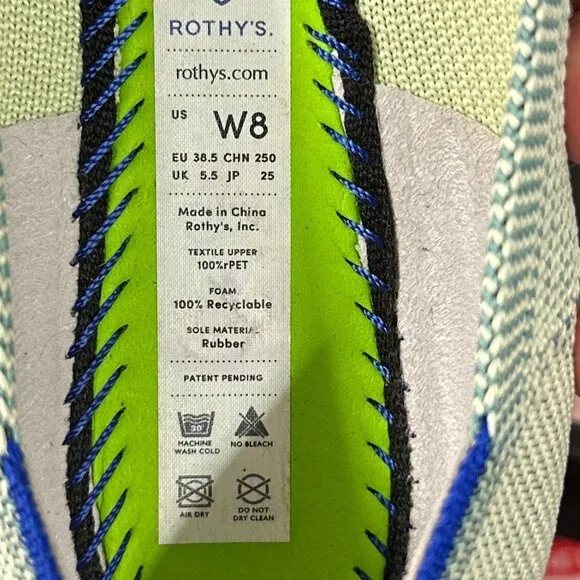 ROTHY'S.
rothys.com
US W8
EU 38.5 CHN 250
UK 5.5 JP 25
Made in China
Rothy's, Inc.
TEXTILE UPPER
100%rPET
FOAM
100% Recyclable
SOLE MATERIAL
Rubber
PATENT PENDING
30
MACHINE WASH COLD
NO BLEACH
AIR DRY
DO NOT DRY CLEAN